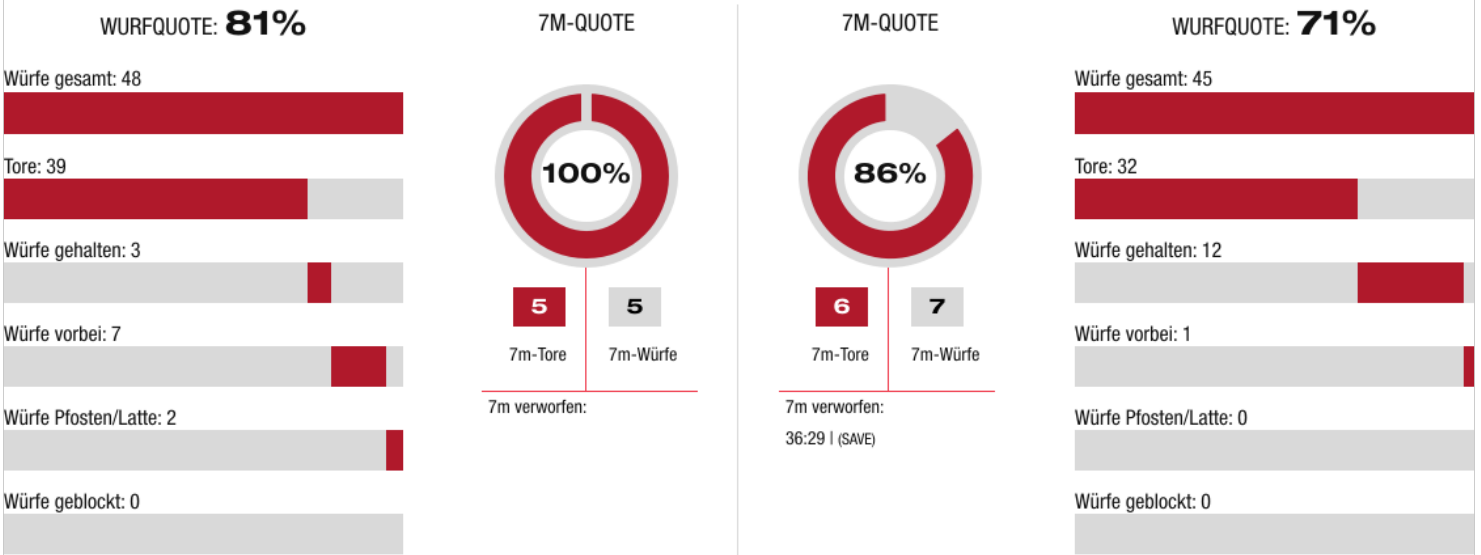 WURFQUOTE: 81%
Würfe gesamt: 48
Tore: 39
Würfe gehalten: 3
Würfe vorbei: 7
Würfe Pfosten/Latte: 2
Würfe geblockt: 0
7M-QUOTE
100%
5 5
7m-Tore 7m-Würfe
7m verworfen:
7M-QUOTE
86%
6 7
7m-Tore 7m-Würfe
7m verworfen:
36:29 | (SAVE)
WURFQUOTE: 71%
Würfe gesamt: 45
Tore: 32
Würfe gehalten: 12
Würfe vorbei: 1
Würfe Pfosten/Latte: 0
Würfe geblockt: 0